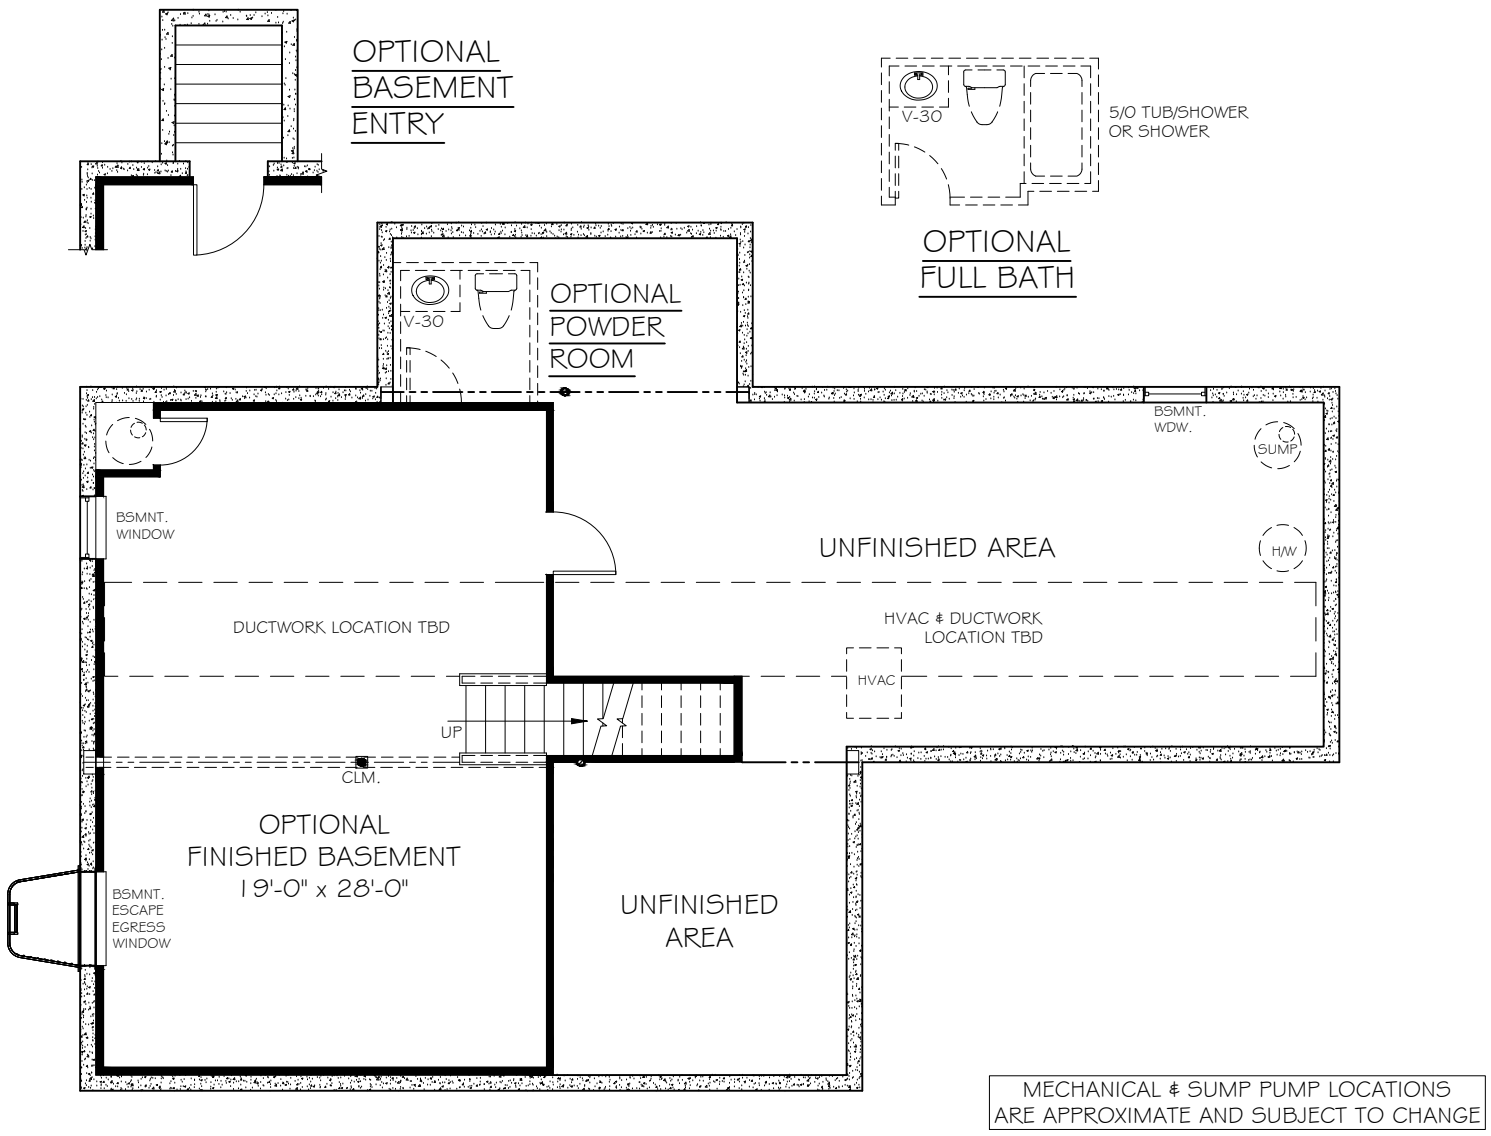 OPTIONAL
BASEMENT
ENTRY
V-30
5/0 TUB/SHOWER
OR SHOWER
OPTIONAL
FULL BATH
V-30
OPTIONAL
POWDER
ROOM
BSMNT.
WDW.
SUMP
BSMNT.
WINDOW
UNFINISHED AREA
H/W
DUCTWORK LOCATION TBD
HVAC & DUCTWORK
LOCATION TBD
HVAC
UP
CLM.
OPTIONAL
FINISHED BASEMENT
19'-0" x 28'-0"
BSMNT.
ESCAPE
EGRESS
WINDOW
UNFINISHED
AREA
MECHANICAL & SUMP PUMP LOCATIONS
ARE APPROXIMATE AND SUBJECT TO CHANGE